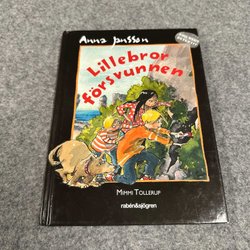 Anna Jansson
Lillebror
försvunnen
MIMMI TOLLERUP
rabén&sjögren